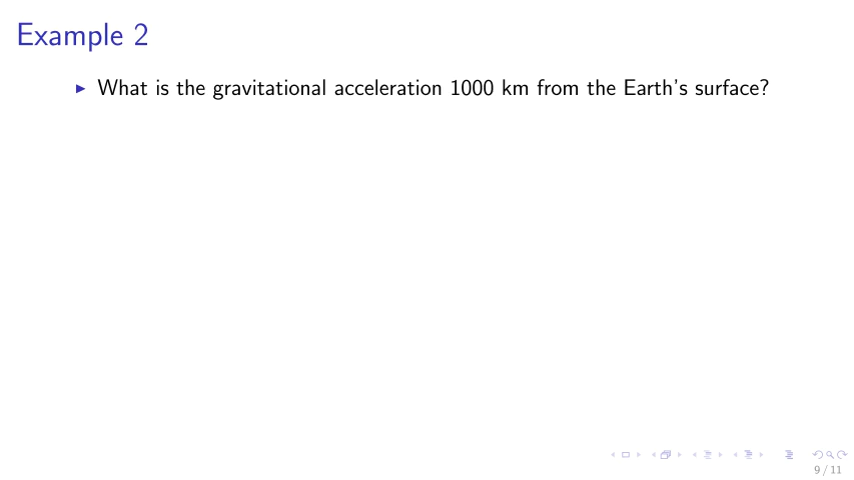 Example 2
▶ What is the gravitational acceleration 1000 km from the Earth's surface?
9 / 11